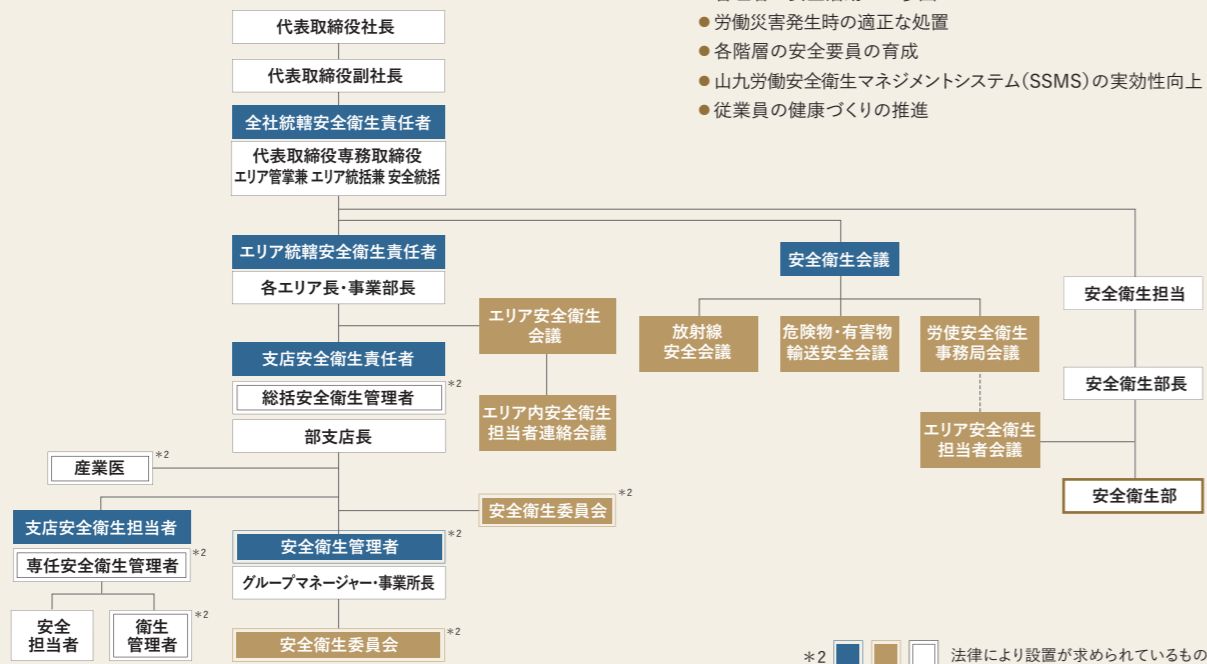 ● 労働災害発生時の適正な処置
● 各階層の安全要員の育成
● 山九労働安全衛生マネジメントシステム(SSMS)の実効性向上
● 従業員の健康づくりの推進
代表取締役社長
代表取締役副社長
全社統轄安全衛生責任者
代表取締役専務取締役
エリア管掌兼 エリア統括兼 安全統括
エリア統轄安全衛生責任者
各エリア長・事業部長
エリア安全衛生
会議
エリア内安全衛生
担当者連絡会議
支店安全衛生責任者
総括安全衛生管理者
*2
部支店長
産業医
*2
支店安全衛生担当者
専任安全衛生管理者
*2
安全
担当者
衛生
管理者
*2
安全衛生委員会
*2
安全衛生管理者
*2
グループマネージャー・事業所長
安全衛生委員会
*2
安全衛生会議
放射線
安全会議
危険物・有害物
輸送安全会議
労使安全衛生
事務局会議
エリア安全衛生
担当者会議
安全衛生担当
安全衛生部長
安全衛生部
*2 法律により設置が求められているもの